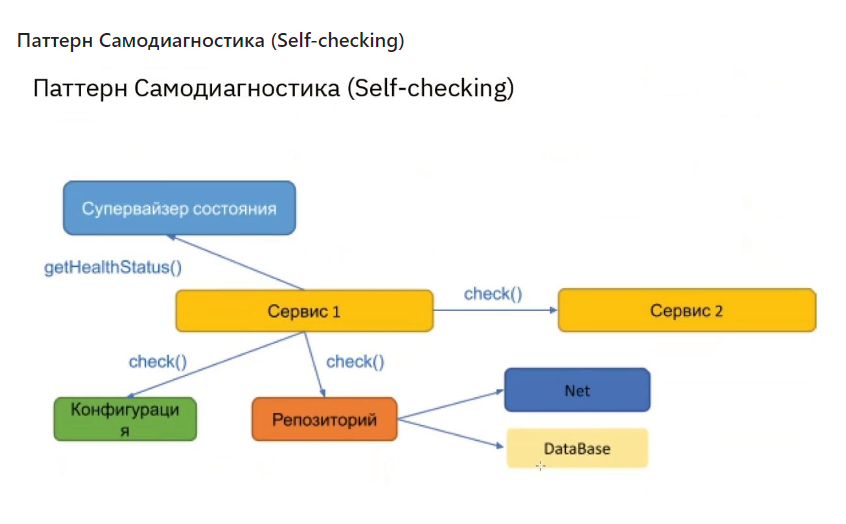 Паттерн Самодиагностика (Self-checking)
Паттерн Самодиагностика (Self-checking)
Супервайзер состояния
getHealthStatus()
check()
Сервис 1
Сервис 2
check()
check()
Конфигураци
я
Репозиторий
Net
DataBase